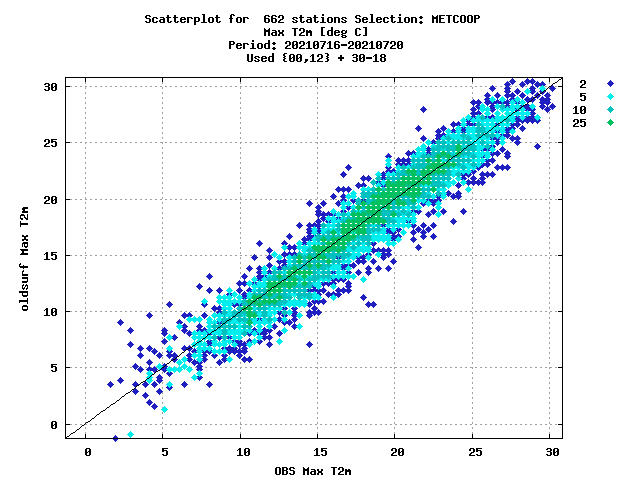 Scatterplot for  662 stations Selection: METCOOP
Max T2m [deg C]
Period: 20210716-20210720
Used {00,12} + 30-18
2
5
10
25
30
25
20
15
10
5
0
oldsurf Max T2m
0 5 10 15 20 25 30
OBS Max T2m